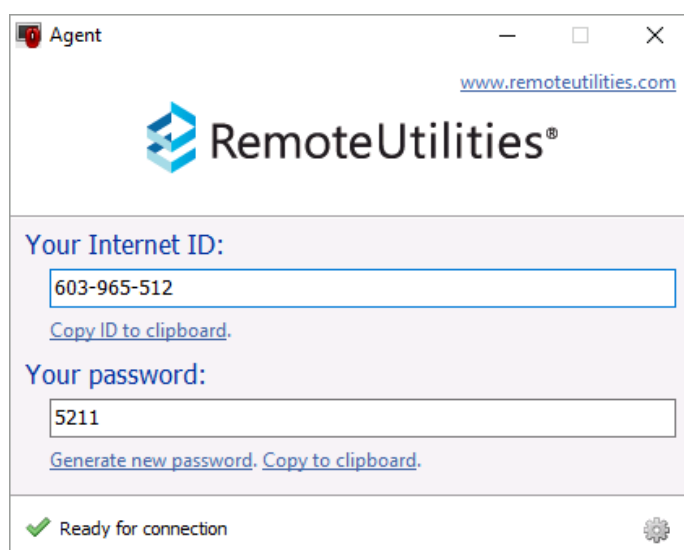 Agent
www.remoteutilities.com
RemoteUtilities®
Your Internet ID:
603-965-512
Copy ID to clipboard.
Your password:
5211
Generate new password. Copy to clipboard.
Ready for connection